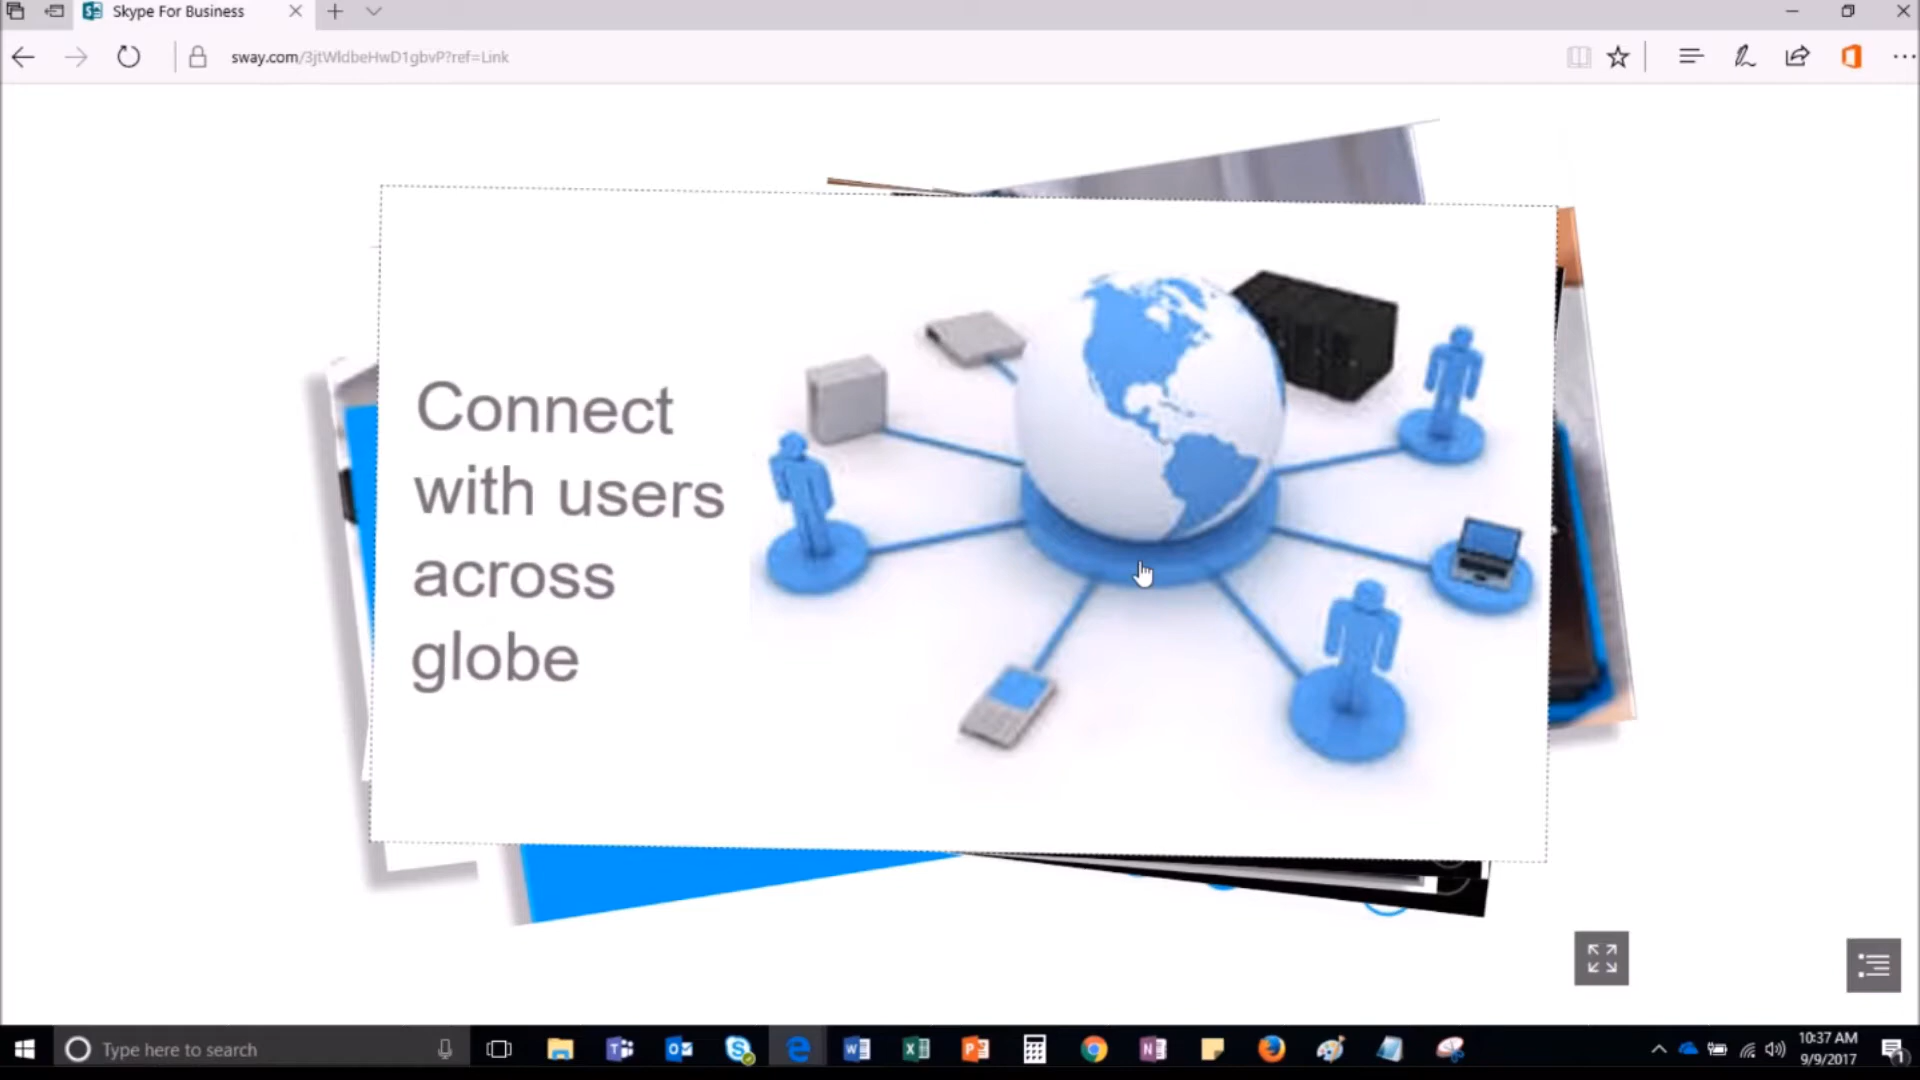 Skype For Business
sway.com/3jtWldbeHwD1gbvP?ref=Link
Connect
with users
across
globe
Type here to search
10:37 AM
9/9/2017